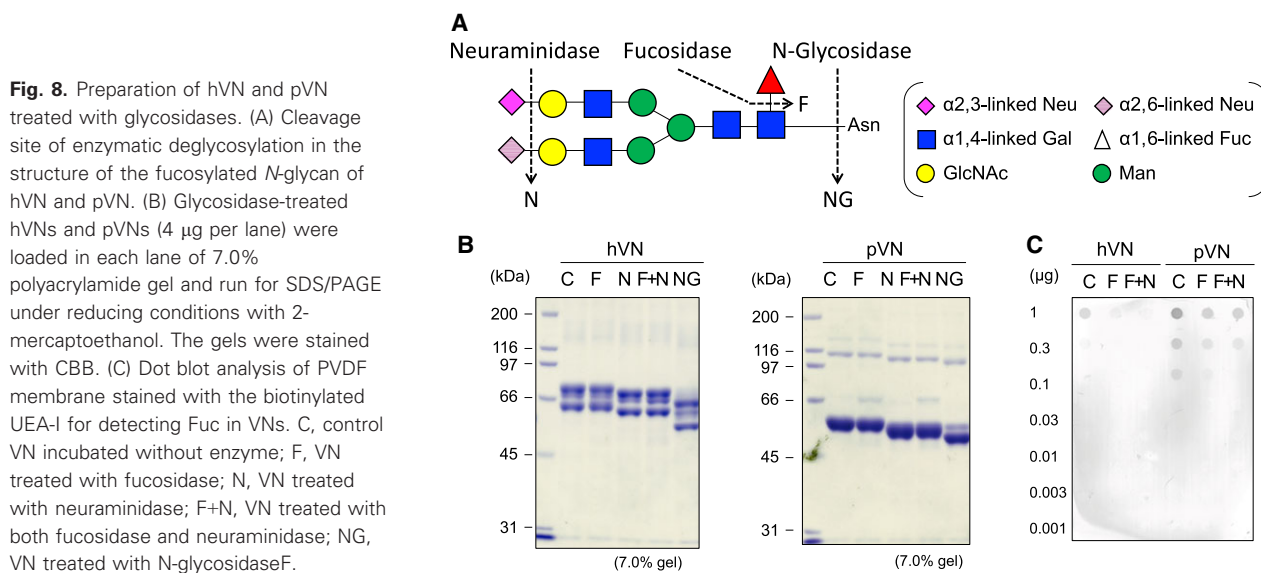 Fig. 8. Preparation of hVN and pVN
treated with glycosidases. (A) Cleavage
site of enzymatic deglycosylation in the
structure of the fucosylated N-glycan of
hVN and pVN. (B) Glycosidase-treated
hVNs and pVNs (4 μg per lane) were
loaded in each lane of 7.0%
polyacrylamide gel and run for SDS/PAGE
under reducing conditions with 2-
mercaptoethanol. The gels were stained
with CBB. (C) Dot blot analysis of PVDF
membrane stained with the biotinylated
UEA-I for detecting Fuc in VNs. C, control
VN incubated without enzyme; F, VN
treated with fucosidase; N, VN treated
with neuraminidase; F+N, VN treated with
both fucosidase and neuraminidase; NG,
VN treated with N-glycosidaseF.
A
Neuraminidase Fucosidase N-Glycosidase
F
Asn
N NG
α2,3-linked Neu α2,6-linked Neu
α1,4-linked Gal α1,6-linked Fuc
GlcNAc Man
B
hVN
(kDa) C F N F+N NG
200 –
116 –
97 –
66 –
45 –
31 –
(7.0% gel)
pVN
(kDa) C F N F+N NG
200 –
116 –
97 –
66 –
45 –
31 –
(7.0% gel)
C
hVN pVN
(μg) C F F+N C F F+N
1
0.3
0.1
0.03
0.01
0.003
0.001